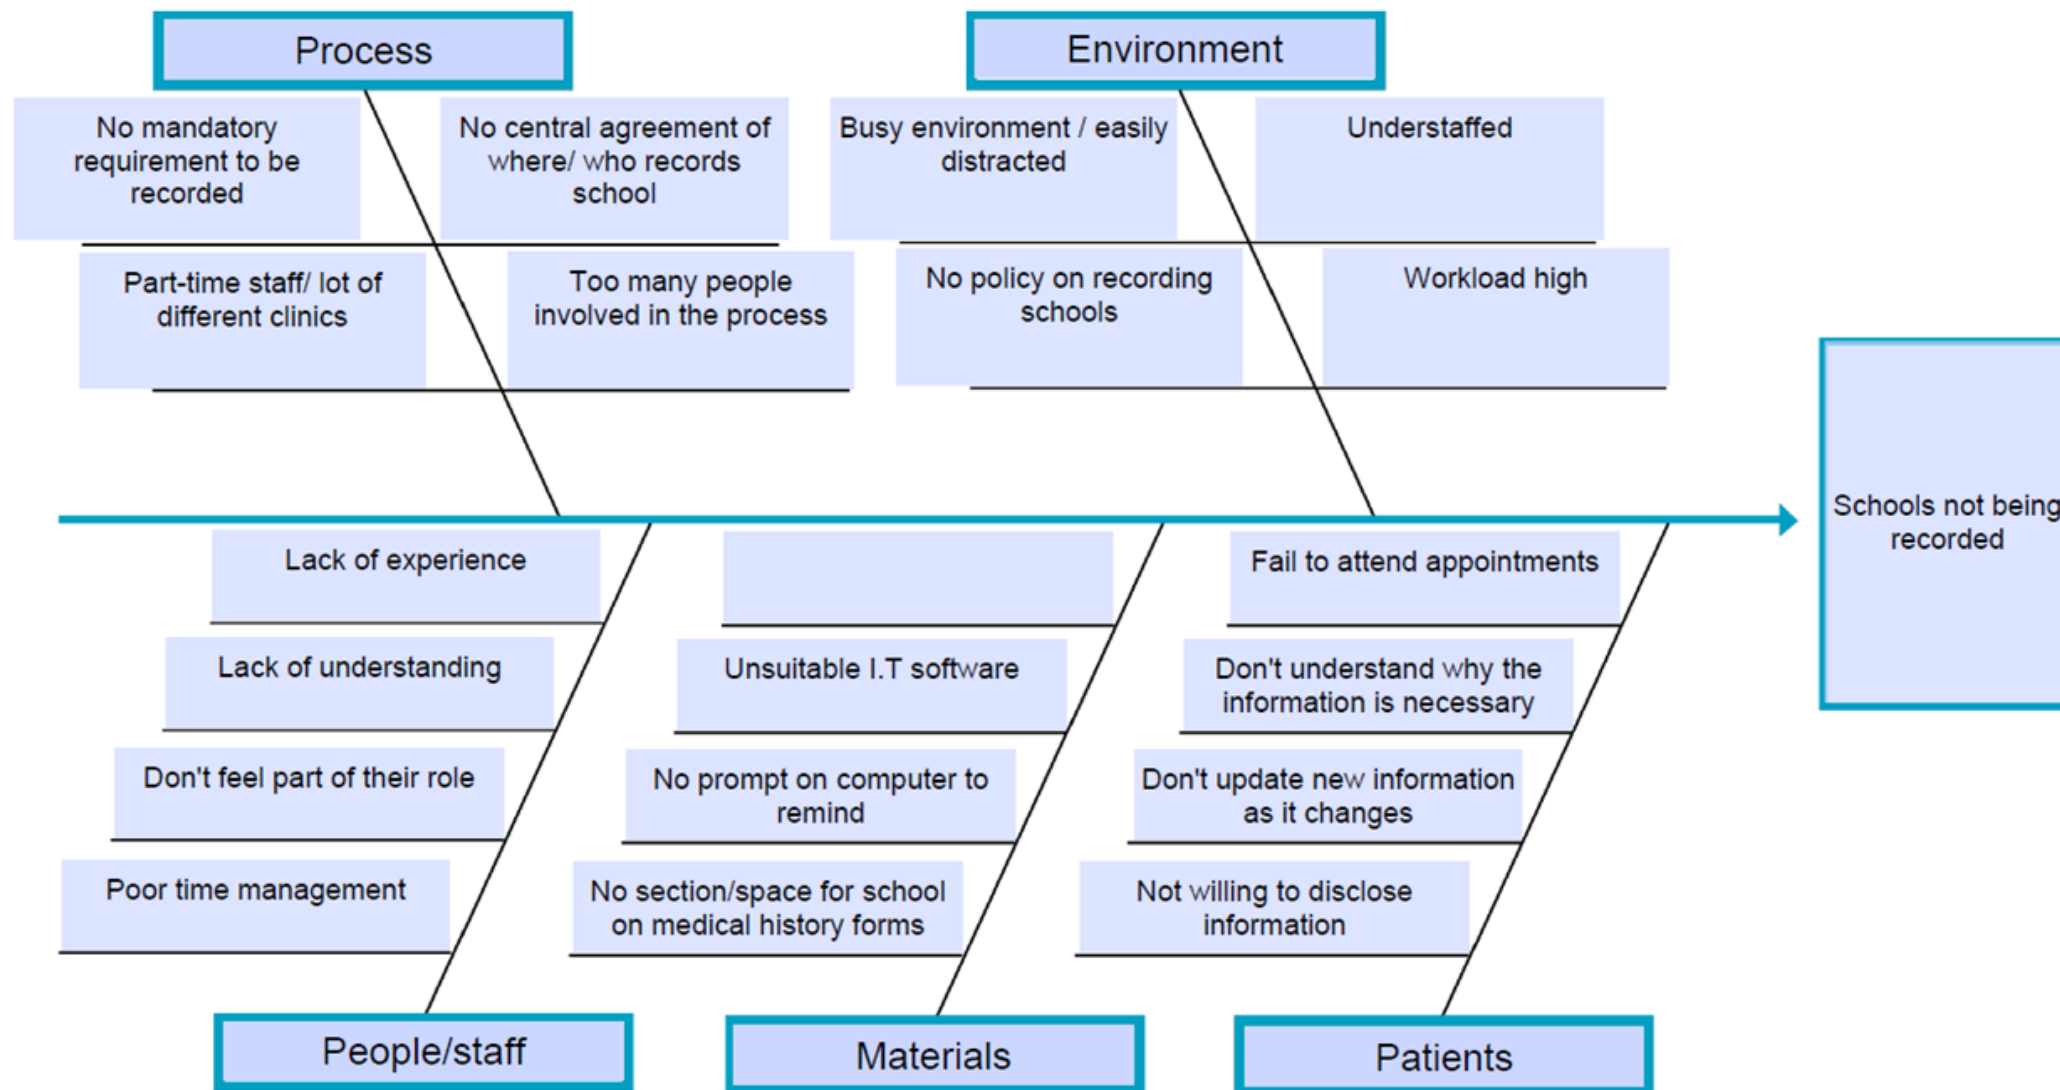 Process
Environment
No mandatory
requirement to be
recorded
No central agreement of
where/ who records
school
Busy environment / easily
distracted
Understaffed
Part-time staff/ lot of
different clinics
Too many people
involved in the process
No policy on recording
schools
Workload high
Schools not being
recorded
Lack of experience
Fail to attend appointments
Lack of understanding
Unsuitable I.T software
Don't understand why the
information is necessary
Don't feel part of their role
No prompt on computer to
remind
Don't update new information
as it changes
Poor time management
No section/space for school
on medical history forms
Not willing to disclose
information
People/staff
Materials
Patients